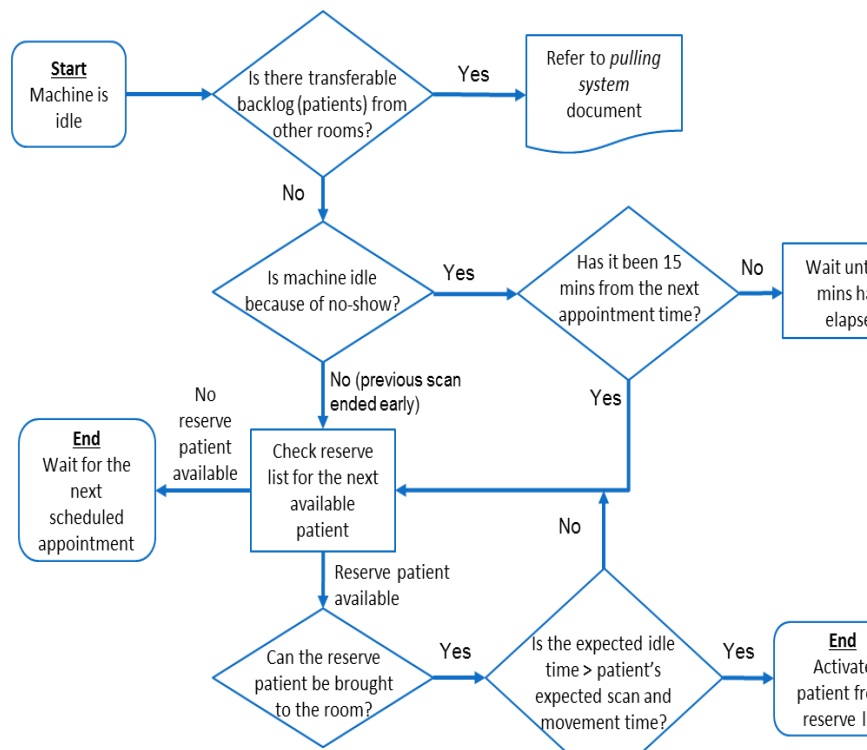 Start
Machine is
idle
Is there transferable
backlog (patients) from
other rooms?
Yes
Refer to pulling
system
document
No
Is machine idle
because of no-show?
Yes
Has it been 15
mins from the next
appointment time?
No
Wait
mins
No (previous scan
ended early)
Yes
No
reserve
patient
available
End
Wait for the
next
scheduled
appointment
Check reserve
list for the next
available
patient
No
Reserve patient
available
Can the reserve
patient be brought
to the room?
Yes
Is the expected idle
time > patient's
expected scan and
movement time?
Yes
End
patient
reserve